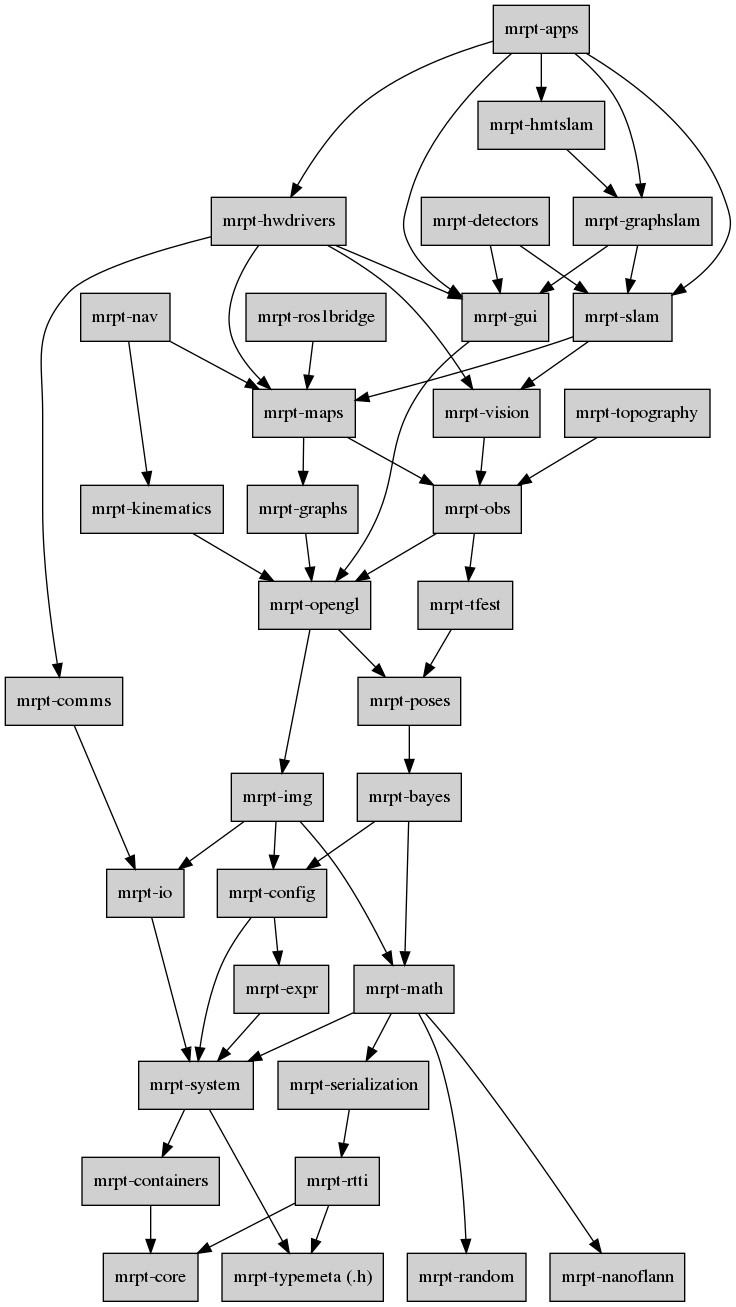 mrpt-apps
mrpt-hmtslam
mrpt-hwdrivers
mrpt-detectors
mrpt-graphslam
mrpt-nav
mrpt-ros1bridge
mrpt-gui
mrpt-slam
mrpt-maps
mrpt-vision
mrpt-topography
mrpt-kinematics
mrpt-graphs
mrpt-obs
mrpt-opengl
mrpt-tfest
mrpt-comms
mrpt-poses
mrpt-img
mrpt-bayes
mrpt-io
mrpt-config
mrpt-expr
mrpt-math
mrpt-system
mrpt-serialization
mrpt-containers
mrpt-rtti
mrpt-core
mrpt-typemeta (.h)
mrpt-random
mrpt-nanoflann